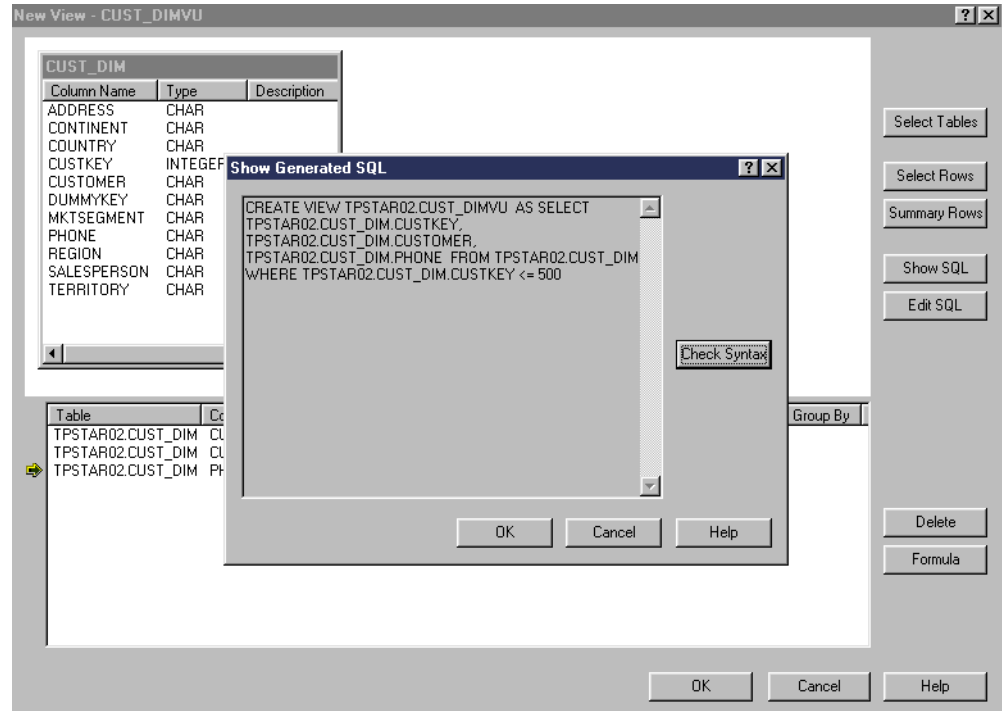 New View - CUST_DIMVU
CUST_DIM
Column Name Type Description
ADDRESS CHAR
CONTINENT CHAR
COUNTRY CHAR
CUSTKEY INTEGER
CUSTOMER CHAR
DUMMYKEY CHAR
MKTSEGMENT CHAR
PHONE CHAR
REGION CHAR
SALESPERSON CHAR
TERRITORY CHAR
Select Tables
Select Rows
Summary Rows
Show SQL
Edit SQL
Show Generated SQL
CREATE VIEW TPSTAR02.CUST_DIMVU AS SELECT
TPSTAR02.CUST_DIM.CUSTKEY,
TPSTAR02.CUST_DIM.CUSTOMER,
TPSTAR02.CUST_DIM.PHONE FROM TPSTAR02.CUST_DIM
WHERE TPSTAR02.CUST_DIM.CUSTKEY <= 500
Check Syntax
OK Cancel Help
Table Group By
TPSTAR02.CUST_DIM
TPSTAR02.CUST_DIM
TPSTAR02.CUST_DIM
Delete
Formula
OK Cancel Help